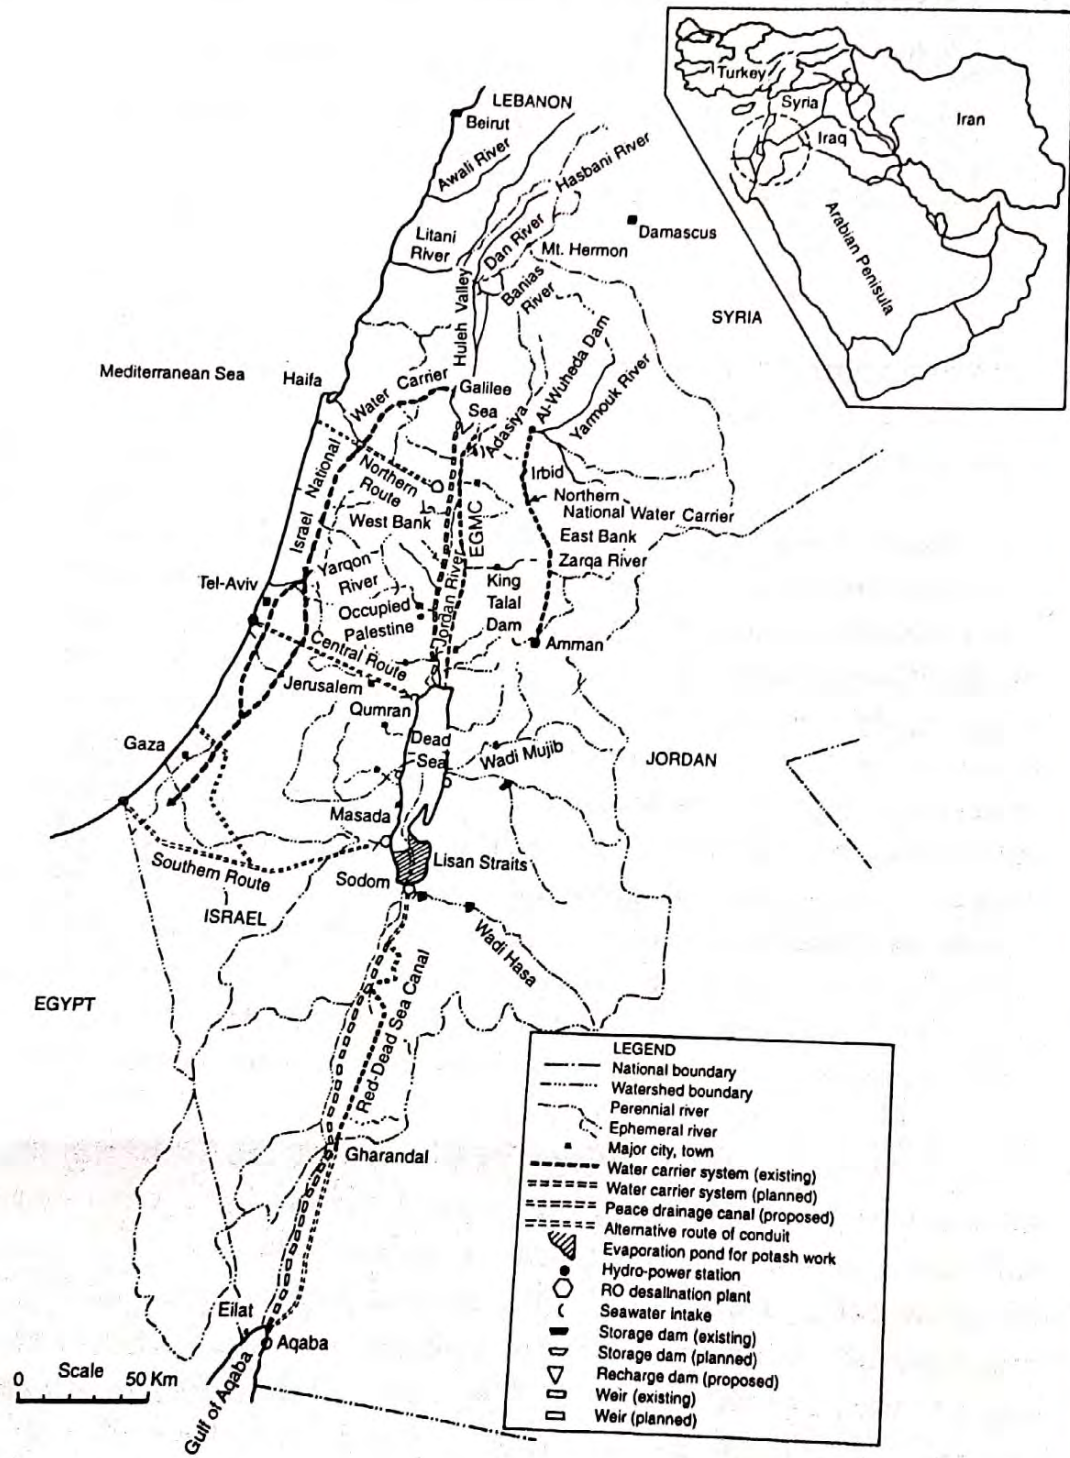 LEBANON
Beirut
Awali River
Hasbani River
Litani
River
Dan River
Mt. Hermon
Damascus
Banias
River
Huleh Valley
SYRIA
Mediterranean Sea
Haifa
Israel National Water Carrier
Galilee
Sea
Adasiya
Al-Wuheda Dam
Yarmouk River
Northern
Route
Irbid
Northern
National Water Carrier
West Bank
EGMC
East Bank
Zarqa River
Yarqon
River
Tel-Aviv
Jordan River
King
Talal
Dam
Occupied
Palestine
Amman
Central Route
Jerusalem
Qumran
Dead
Sea
Wadi Mujib
JORDAN
Gaza
Masada
Lisan Straits
Southern Route
Sodom
ISRAEL
Wadi Hasa
EGYPT
Red-Dead Sea Canal
Gharandal
Eilat
Aqaba
Gulf of Aqaba
Scale
0 50 Km
Turkey
Syria
Iraq
Iran
Arabian Penisula
LEGEND
National boundary
Watershed boundary
Perennial river
Ephemeral river
Major city, town
Water carrier system (existing)
Water carrier system (planned)
Peace drainage canal (proposed)
Alternative route of conduit
Evaporation pond for potash work
Hydro-power station
RO desalination plant
Seawater intake
Storage dam (existing)
Storage dam (planned)
Recharge dam (proposed)
Weir (existing)
Weir (planned)